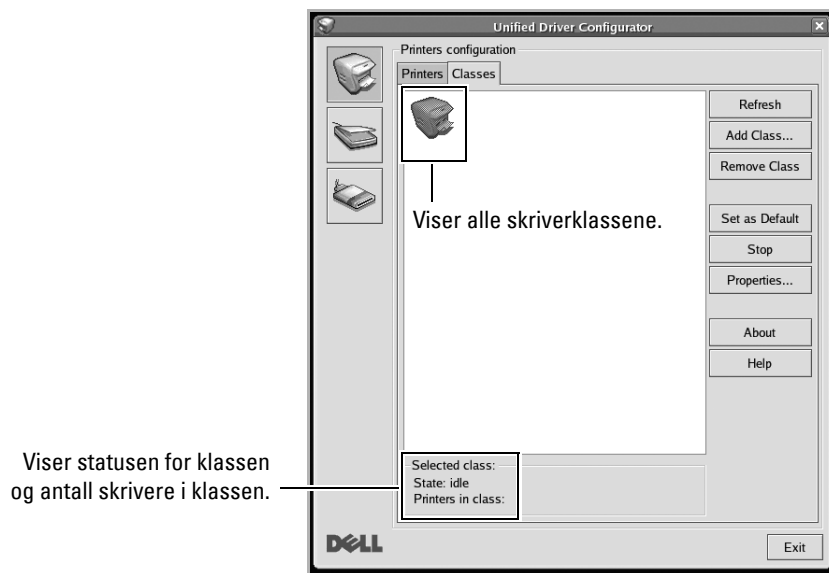 Unified Driver Configurator
Printers configuration
Printers Classes
Refresh
Add Class...
Remove Class
Set as Default
Stop
Properties...
About
Help
Viser alle skriverklassene.
Viser statusen for klassen
og antall skrivere i klassen.
Selected class:
State: idle
Printers in class:
DELL
Exit